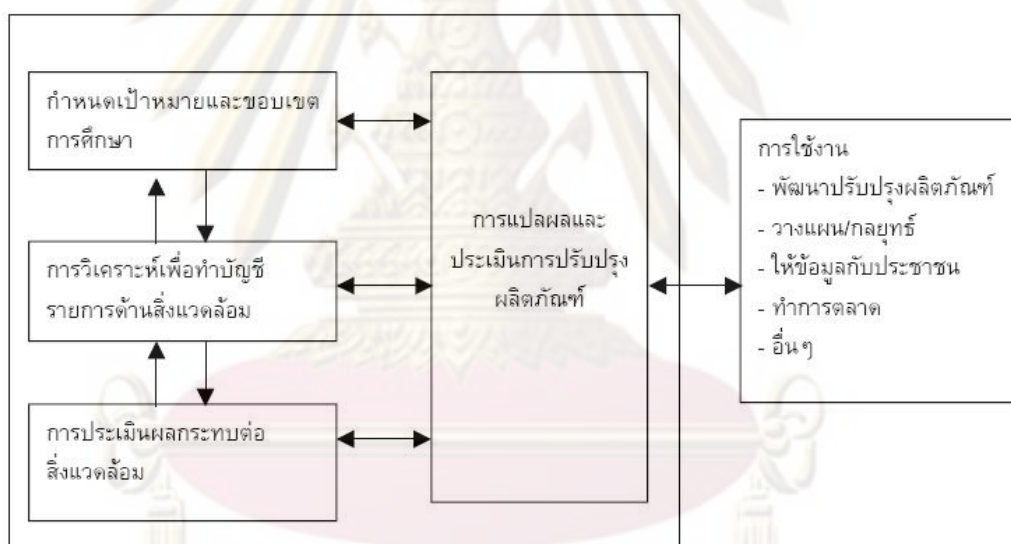 กำหนดเป้าหมายและขอบเขต
การศึกษา
การวิเคราะห์เพื่อทำบัญชี
รายการด้านสิ่งแวดล้อม
การประเมินผลกระทบต่อ
สิ่งแวดล้อม
การแปลผลและ
ประเมินการปรับปรุง
ผลิตภัณฑ์
การใช้งาน
- พัฒนาปรับปรุงผลิตภัณฑ์
- วางแผน/กลยุทธ์
- ให้ข้อมูลกับประชาชน
- ทำการตลาด
- อื่นๆ